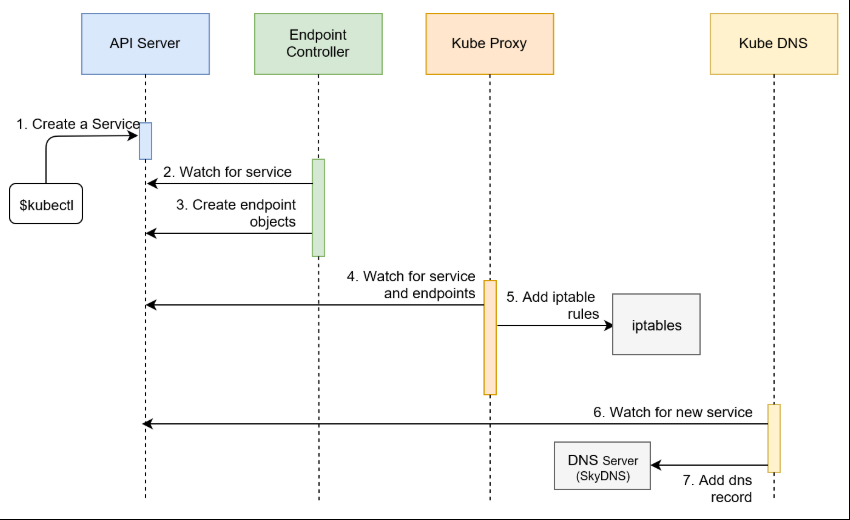 API Server
Endpoint
Controller
Kube Proxy
Kube DNS
1. Create a Service
$kubectl
2. Watch for service
3. Create endpoint
objects
4. Watch for service
and endpoints
5. Add iptable
rules
iptables
6. Watch for new service
DNS Server
(SkyDNS)
7. Add dns
record